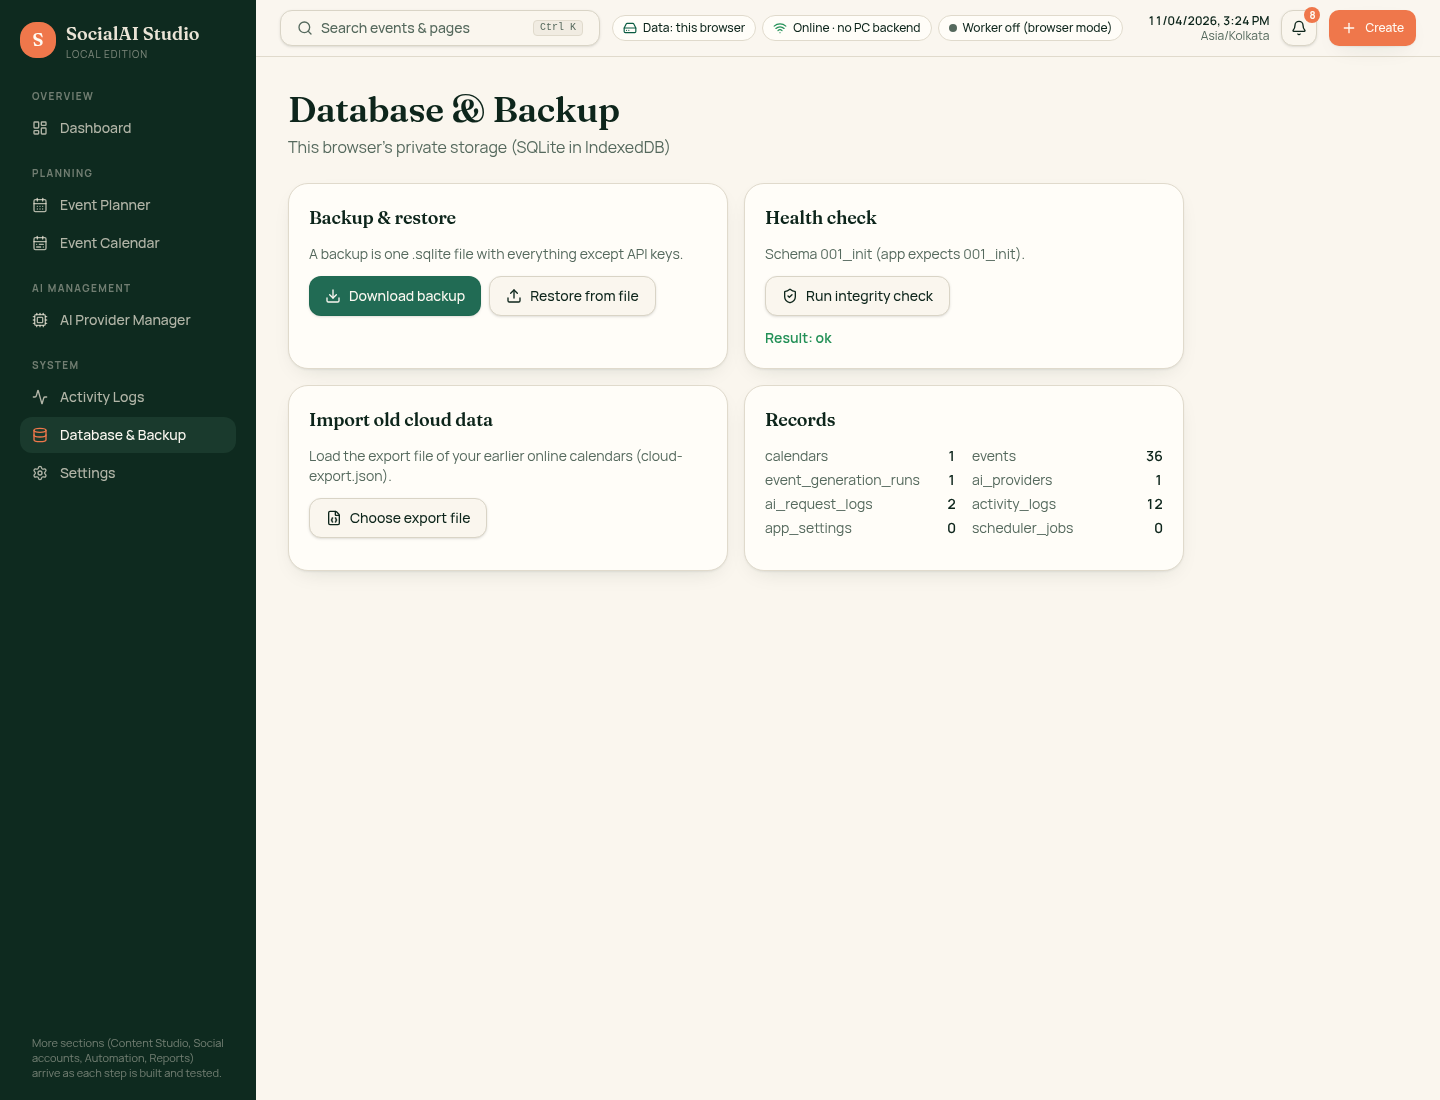 S
SocialAI Studio
LOCAL EDITION
OVERVIEW
Dashboard
PLANNING
Event Planner
Event Calendar
AI MANAGEMENT
AI Provider Manager
SYSTEM
Activity Logs
Database & Backup
Settings
More sections (Content Studio, Social
accounts, Automation, Reports)
arrive as each step is built and tested.
Search events & pages
Ctrl K
Data: this browser
Online · no PC backend
Worker off (browser mode)
11/04/2026, 3:24 PM
Asia/Kolkata
8
Create
Database & Backup
This browser's private storage (SQLite in IndexedDB)
Backup & restore
A backup is one .sqlite file with everything except API keys.
Download backup
Restore from file
Health check
Schema 001_init (app expects 001_init).
Run integrity check
Result: ok
Import old cloud data
Load the export file of your earlier online calendars (cloud-
export.json).
Choose export file
Records
calendars 1 events 36
event_generation_runs 1 ai_providers 1
ai_request_logs 2 activity_logs 12
app_settings 0 scheduler_jobs 0